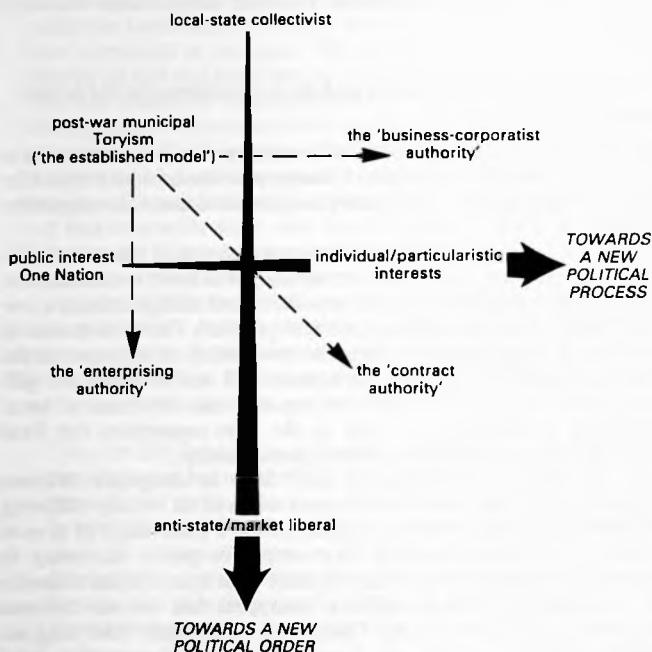 local-state collectivist
post-war municipal
Toryism
('the established model')
the 'business-corporatist
authority'
public interest
One Nation
individual/particularistic
interests
TOWARDS
A NEW
POLITICAL
PROCESS
the 'enterprising
authority'
the 'contract
authority'
anti-state/market liberal
TOWARDS A NEW
POLITICAL ORDER